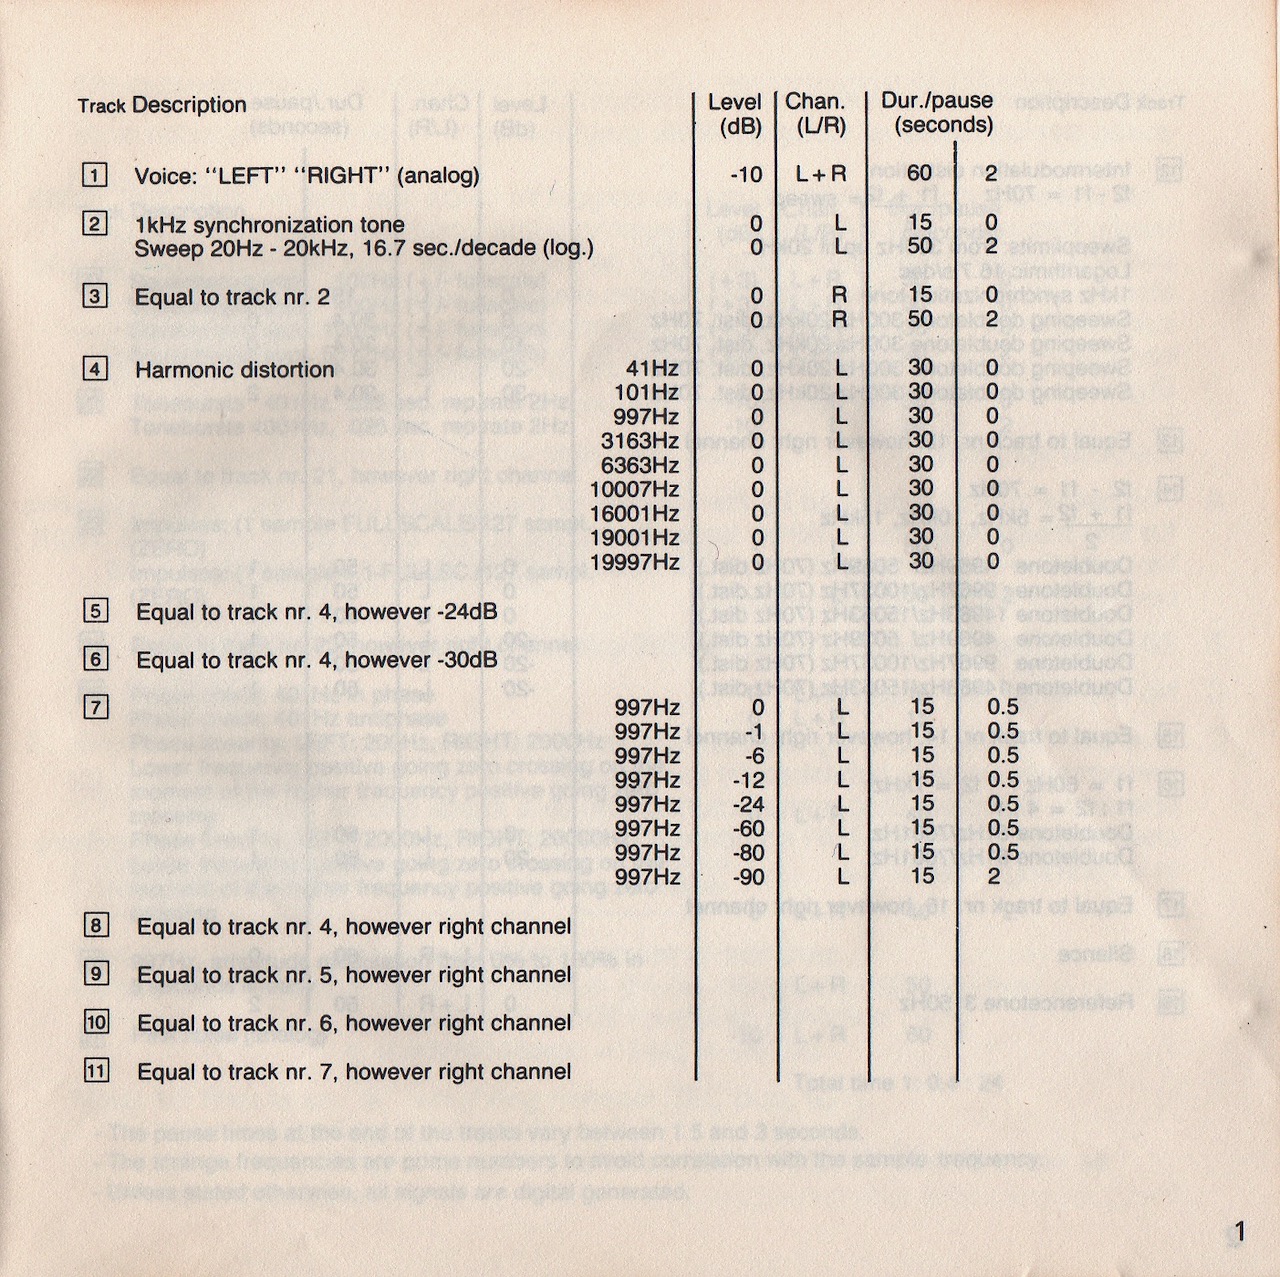 Track Description Level Chan. Dur./pause
(dB) (L/R) (seconds)
1 Voice: “LEFT” “RIGHT” (analog) -10 L+R 60 2
2 1kHz synchronization tone 0 L 15 0
Sweep 20Hz - 20kHz, 16.7 sec./decade (log.) 0 L 50 2
3 Equal to track nr. 2 0 R 15 0
0 R 50 2
4 Harmonic distortion 41Hz 0 L 30 0
101Hz 0 L 30 0
997Hz 0 L 30 0
3163Hz 0 L 30 0
6363Hz 0 L 30 0
10007Hz 0 L 30 0
16001Hz 0 L 30 0
19001Hz 0 L 30 0
19997Hz 0 L 30 0
5 Equal to track nr. 4, however -24dB
6 Equal to track nr. 4, however -30dB
7 997Hz 0 L 15 0.5
997Hz -1 L 15 0.5
997Hz -6 L 15 0.5
997Hz -12 L 15 0.5
997Hz -24 L 15 0.5
997Hz -60 L 15 0.5
997Hz -80 L 15 0.5
997Hz -90 L 15 2
8 Equal to track nr. 4, however right channel
9 Equal to track nr. 5, however right channel
10 Equal to track nr. 6, however right channel
11 Equal to track nr. 7, however right channel
1